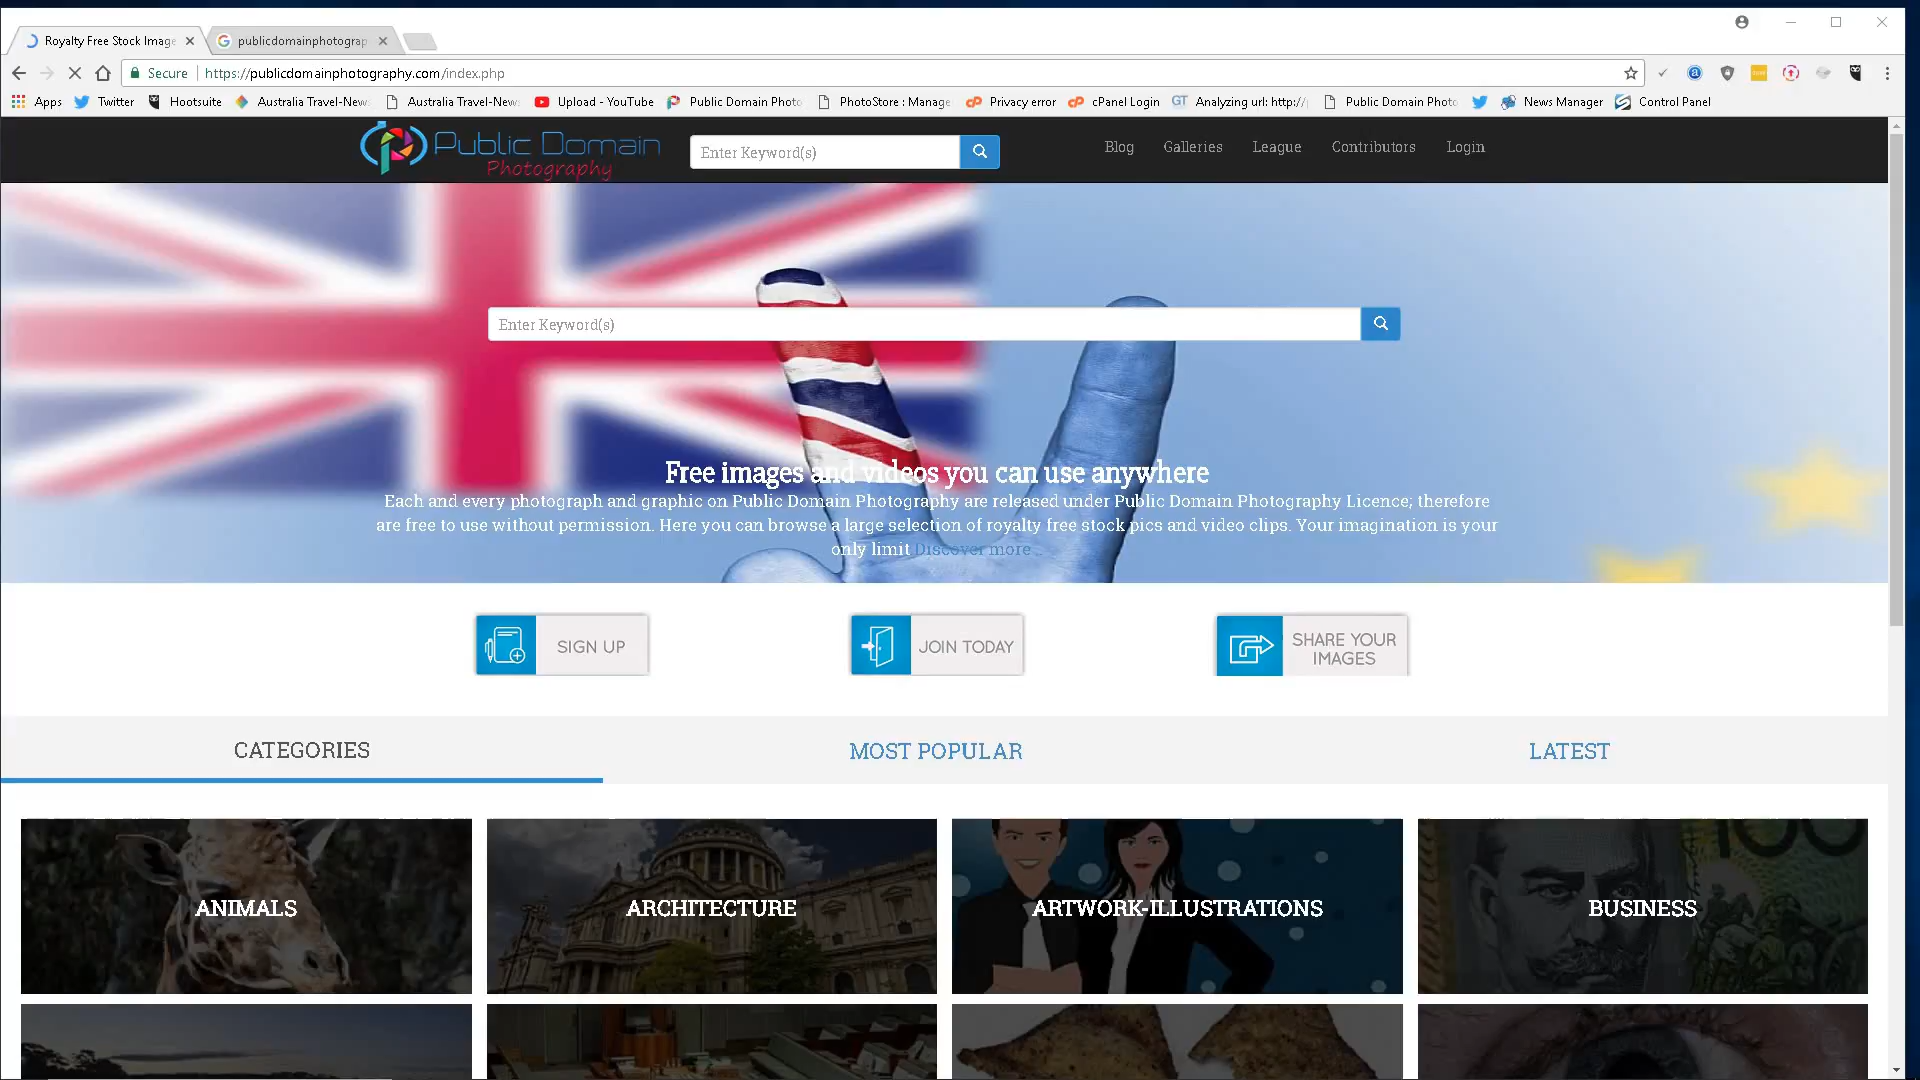 Royalty Free Stock Image
publicdomainphotograp
Secure https://publicdomainphotography.com/index.php
Apps Twitter Hootsuite Australia Travel-New Australia Travel-New Upload - YouTube Public Domain Photo PhotoStore : Manage Privacy error cPanel Login GT Analyzing url: http:// Public Domain Photo News Manager Control Panel
Public Domain
Photography
Enter Keyword(s)
Blog Galleries League Contributors Login
Enter Keyword(s)
Free images and videos you can use anywhere
Each and every photograph and graphic on Public Domain Photography are released under Public Domain Photography Licence; therefore
are free to use without permission. Here you can browse a large selection of royalty free stock pics and video clips. Your imagination is your
only limit Discover more...
SIGN UP
JOIN TODAY
SHARE YOUR
IMAGES
CATEGORIES MOST POPULAR LATEST
ANIMALS ARCHITECTURE ARTWORK-ILLUSTRATIONS BUSINESS